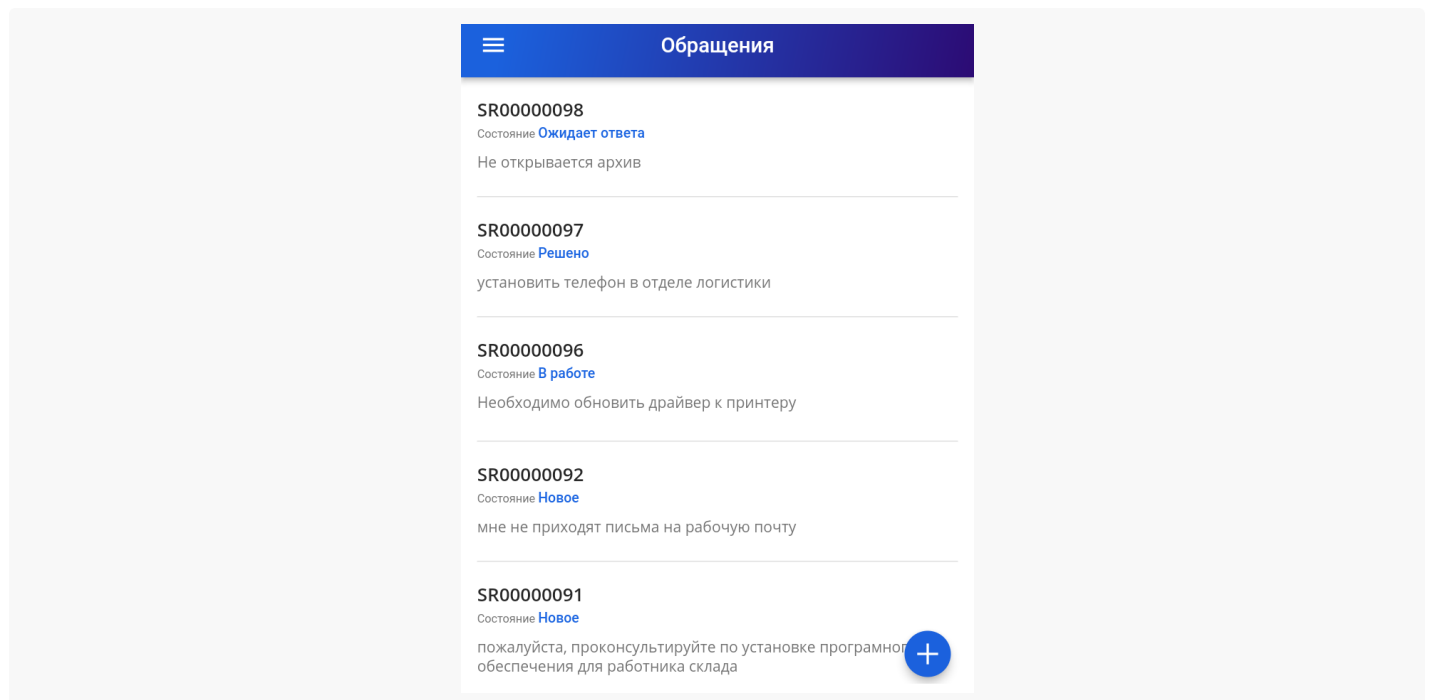 Обращения
SR00000098
Состояние Ожидает ответа
Не открывается архив
SR00000097
Состояние Решено
установить телефон в отделе логистики
SR00000096
Состояние В работе
Необходимо обновить драйвер к принтеру
SR00000092
Состояние Новое
мне не приходят письма на рабочую почту
SR00000091
Состояние Новое
пожалуйста, проконсультируйте по установке
обеспечения для работника склада